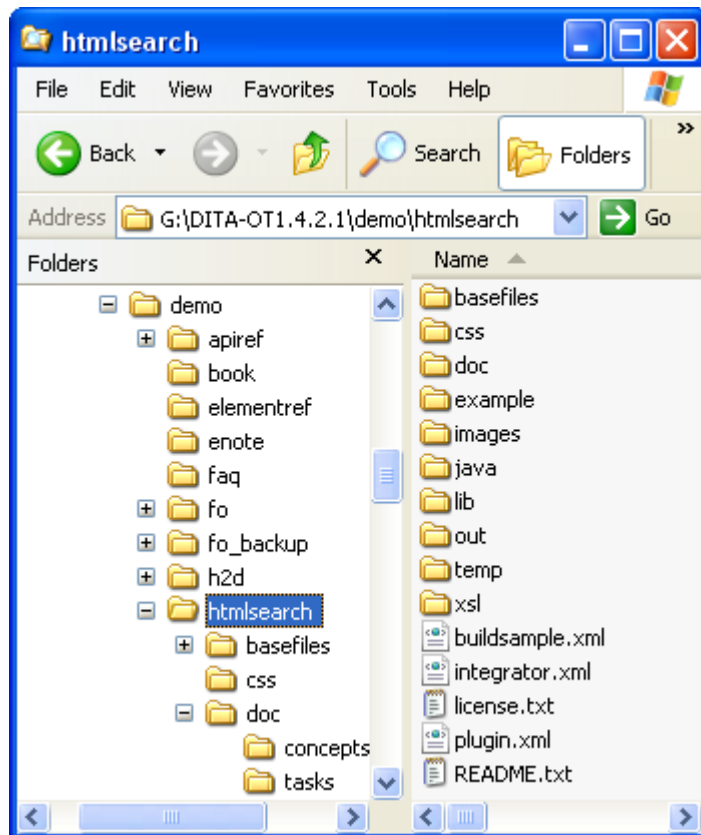 htmlsearch
File Edit View Favorites Tools Help
Back Search Folders »
Address G:\DITA-OT1.4.2.1\demo\htmlsearch Go
Folders
demo
apiref
book
elementref
enote
faq
fo
fo_backup
h2d
htmlsearch
basefiles
css
doc
concepts
tasks
Name
basefiles
css
doc
example
images
java
lib
out
temp
xsl
buildsample.xml
integrator.xml
license.txt
plugin.xml
README.txt